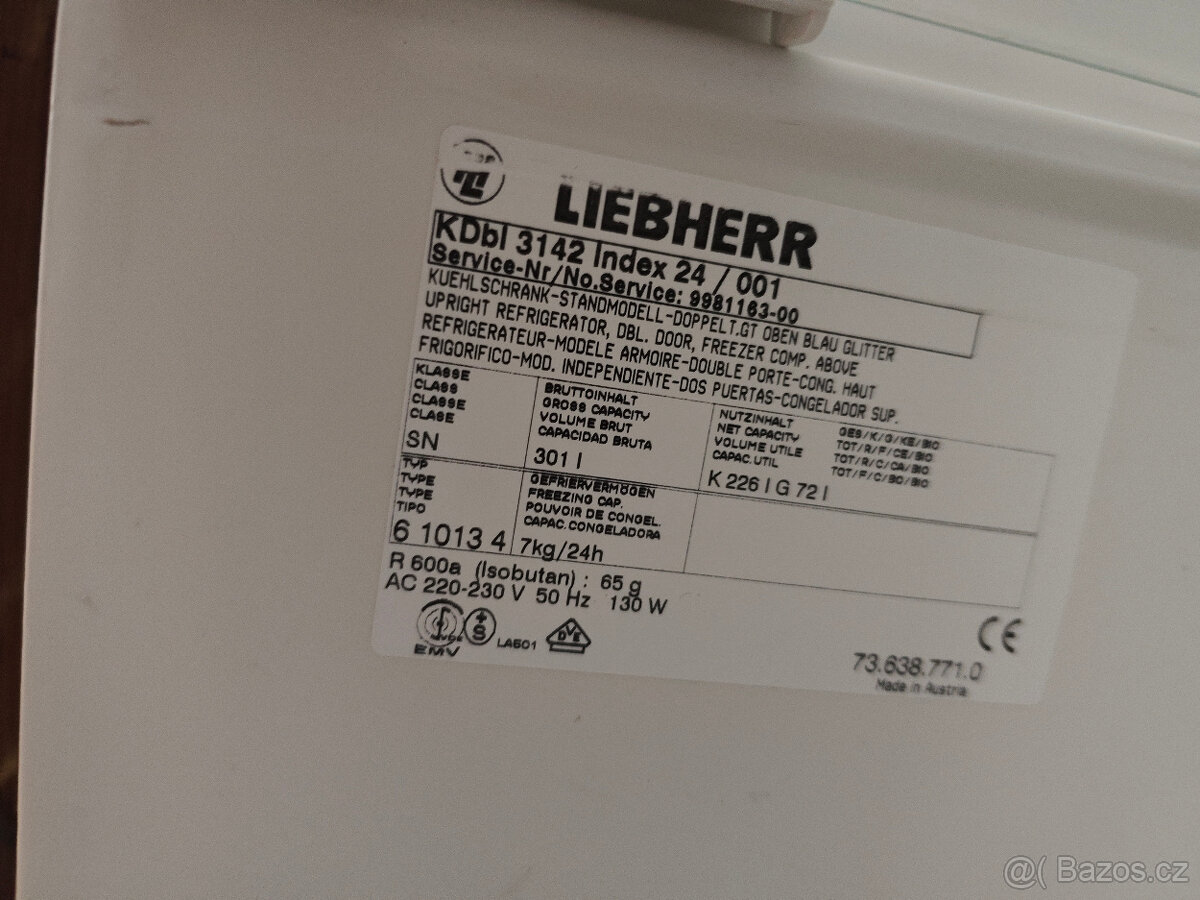 LIEBHERR
KDbl 3142 Index 24 / 001
Service-Nr/No.Service: 9981163-00
KUEHLSCHRANK-STANDMODELL-DOPPELT.GT OBEN BLAU GLITTER
UPRIGHT REFRIGERATOR, DBL. DOOR, FREEZER COMP. ABOVE
REFRIGERATEUR-MODELE ARMOIRE-DOUBLE PORTE-CONG. HAUT
FRIGORIFICO-MOD. INDEPENDIENTE-DOS PUERTAS-CONGELADOR SUP.
KLASSE
CLASS
CLASSE
CLASE
SN
BRUTTOINHALT
GROSS CAPACITY
VOLUME BRUT
CAPACIDAD BRUTA
301 l
NUTZINHALT GES/K/G/KE/BIO
NET CAPACITY TOT/R/F/CE/BIO
VOLUME UTILE TOT/R/C/CA/BIO
CAPAC.UTIL TOT/F/C/BO/BIO
K 226 l G 72 l
TYP
TYPE
TYPE
TIPO
6 1013 4
GEFRIERVERMÖGEN
FREEZING CAP.
POUVOIR DE CONGEL.
CAPAC.CONGELADORA
7kg/24h
R 600a (Isobutan) : 65 g
AC 220-230 V 50 Hz 130 W
EMV
S
LA501
DVE
CE
73.638.771.0
Made in Austria
@( Bazos.cz